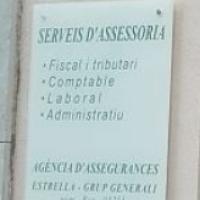 SERVEIS D'ASSESSORIA
• Fiscal i tributari
• Comptable
• Laboral
• Administratiu
AGÈNCIA D'ASSEGURANCES
ESTRELLA - GRUP GENERALI